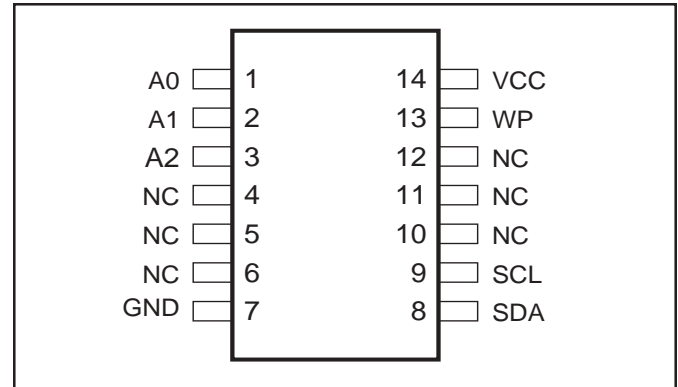 A0 1 14 VCC
A1 2 13 WP
A2 3 12 NC
NC 4 11 NC
NC 5 10 NC
NC 6 9 SCL
GND 7 8 SDA